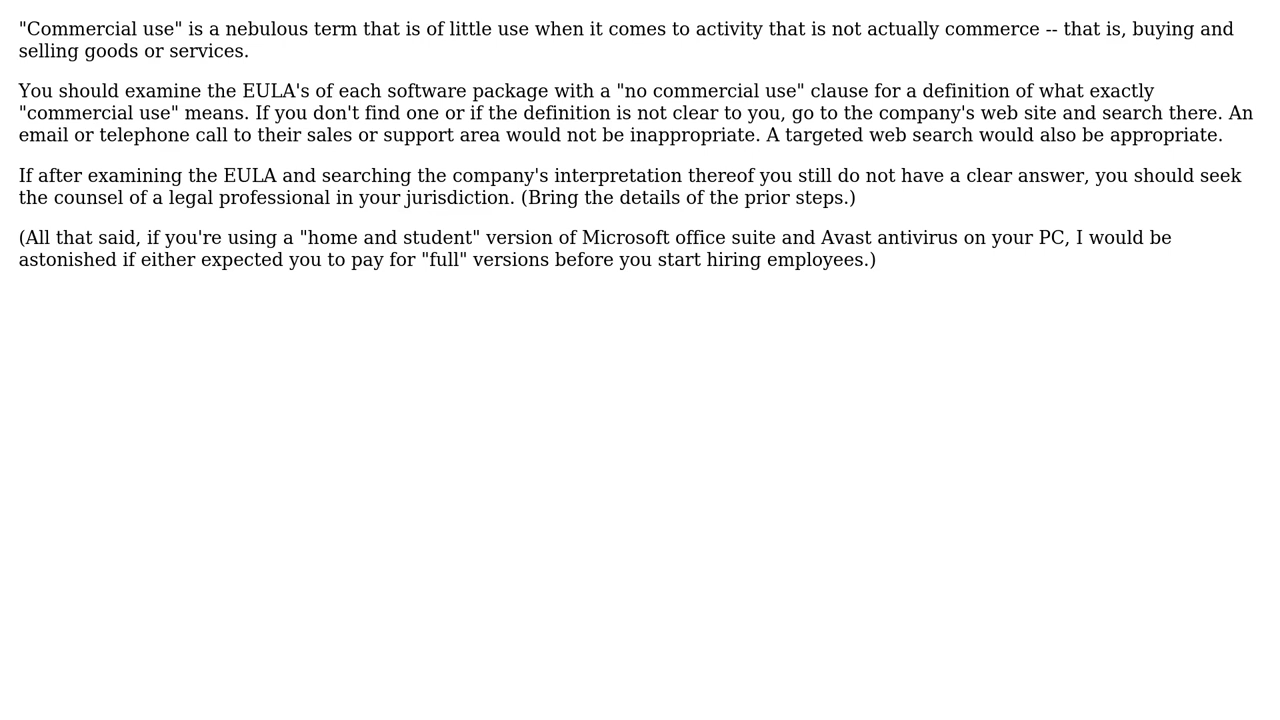 "Commercial use" is a nebulous term that is of little use when it comes to activity that is not actually commerce -- that is, buying and
selling goods or services.
You should examine the EULA's of each software package with a "no commercial use" clause for a definition of what exactly
"commercial use" means. If you don't find one or if the definition is not clear to you, go to the company's web site and search there. An
email or telephone call to their sales or support area would not be inappropriate. A targeted web search would also be appropriate.
If after examining the EULA and searching the company's interpretation thereof you still do not have a clear answer, you should seek
the counsel of a legal professional in your jurisdiction. (Bring the details of the prior steps.)
(All that said, if you're using a "home and student" version of Microsoft office suite and Avast antivirus on your PC, I would be
astonished if either expected you to pay for "full" versions before you start hiring employees.)